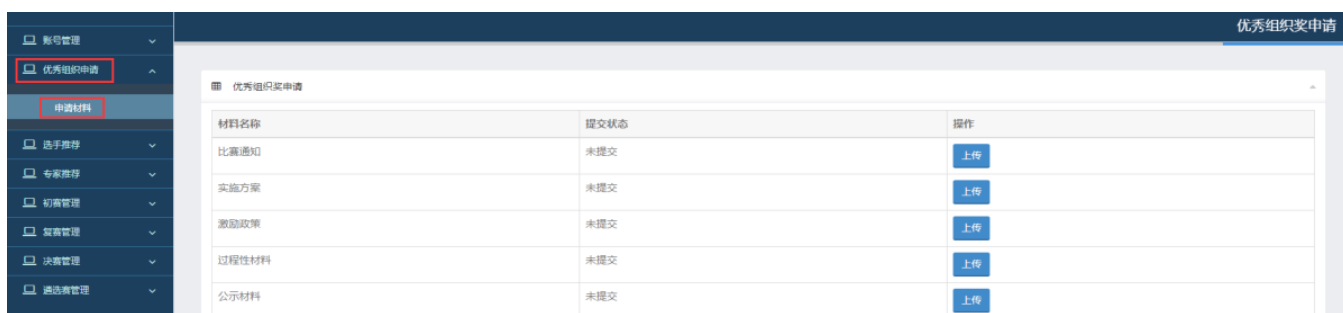 优秀组织奖申请
账号管理
优秀组织申请
申请材料
选手推荐
专家推荐
初赛管理
复赛管理
决赛管理
遴选赛管理
优秀组织奖申请
材料名称 提交状态 操作
比赛通知 未提交 上传
实施方案 未提交 上传
激励政策 未提交 上传
过程性材料 未提交 上传
公示材料 未提交 上传